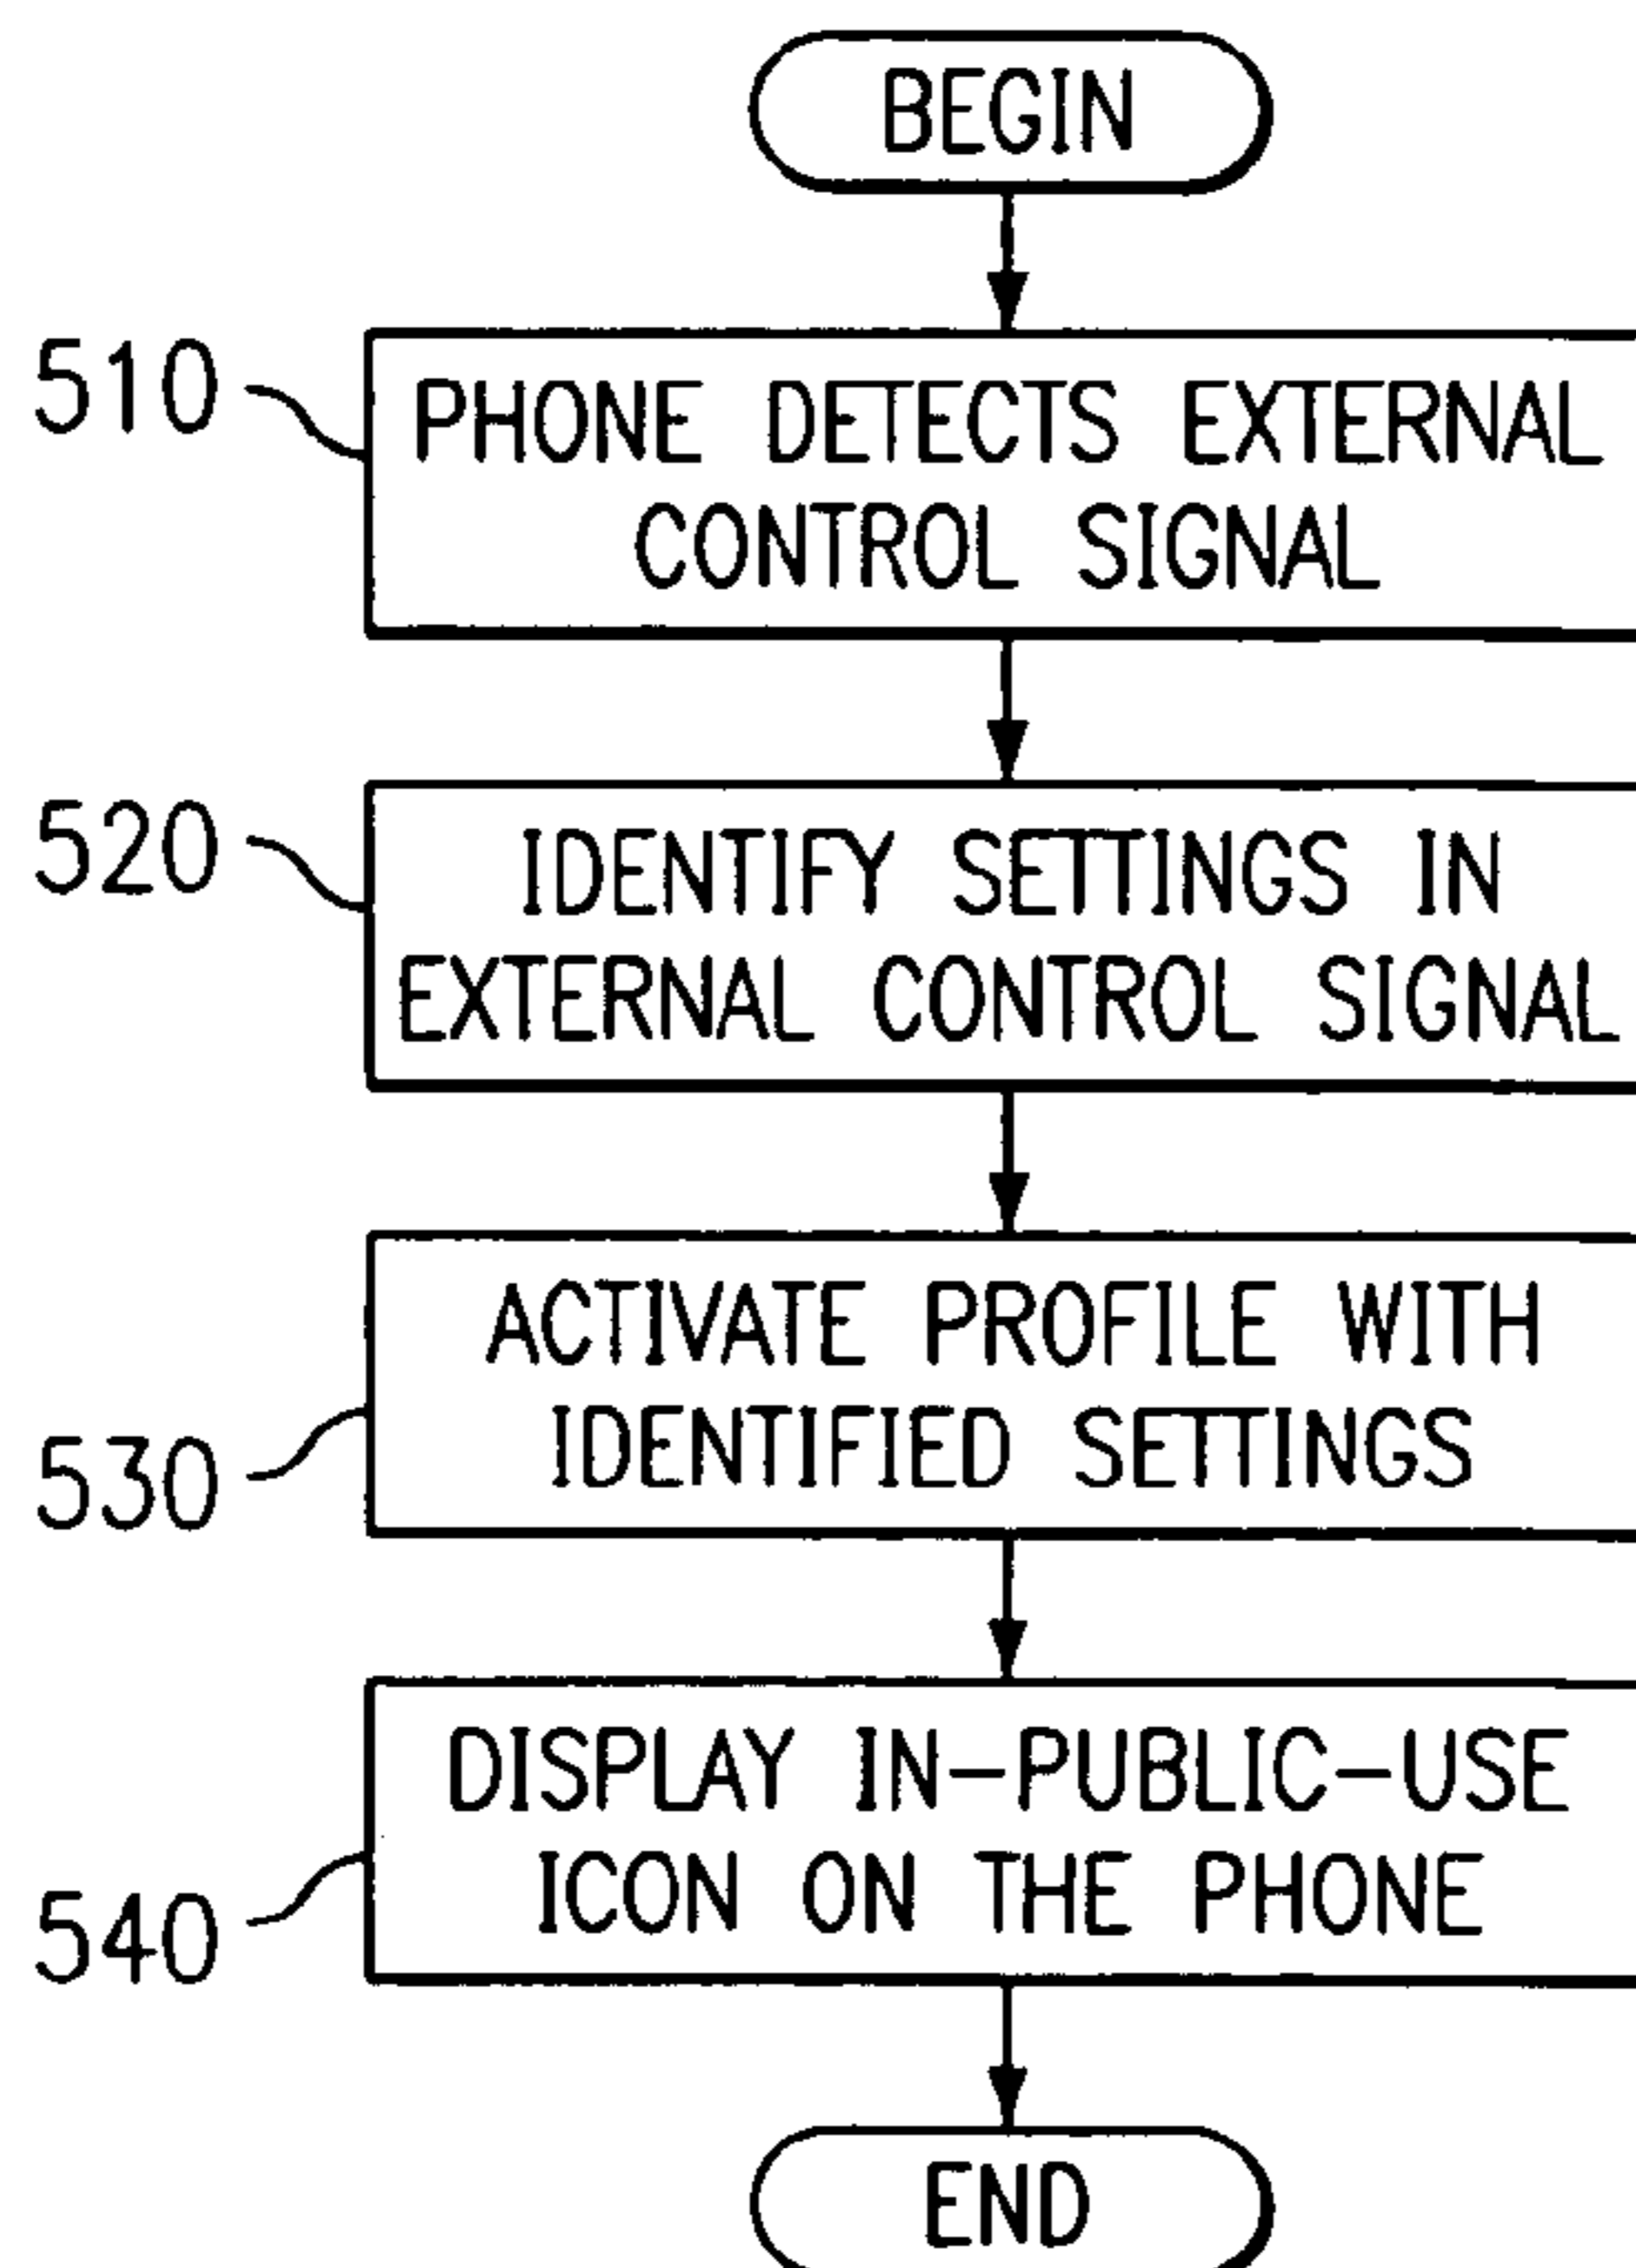 BEGIN
510
PHONE DETECTS EXTERNAL
CONTROL SIGNAL
520
IDENTIFY SETTINGS IN
EXTERNAL CONTROL SIGNAL
530
ACTIVATE PROFILE WITH
IDENTIFIED SETTINGS
540
DISPLAY IN-PUBLIC-USE
ICON ON THE PHONE
END